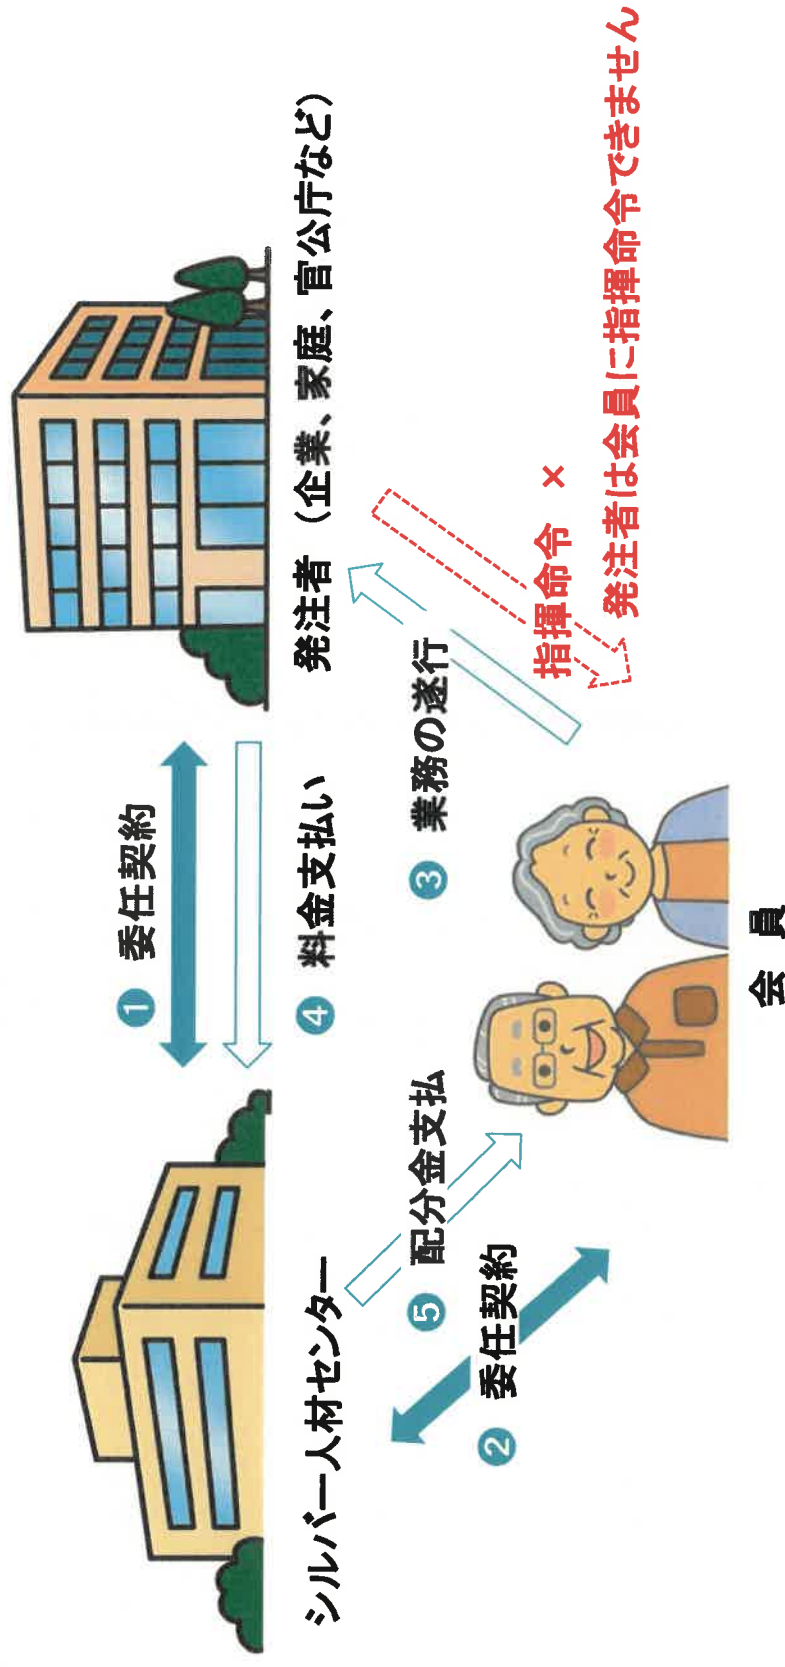 ❶ 委任契約
❹ 料金支払い
シルバー人材センター
発注者 （企業、家庭、官公庁など）
❺ 配分金支払
❸ 業務の遂行
❷ 委任契約
指揮命令 ×
発注者は会員に指揮命令できません
会 員